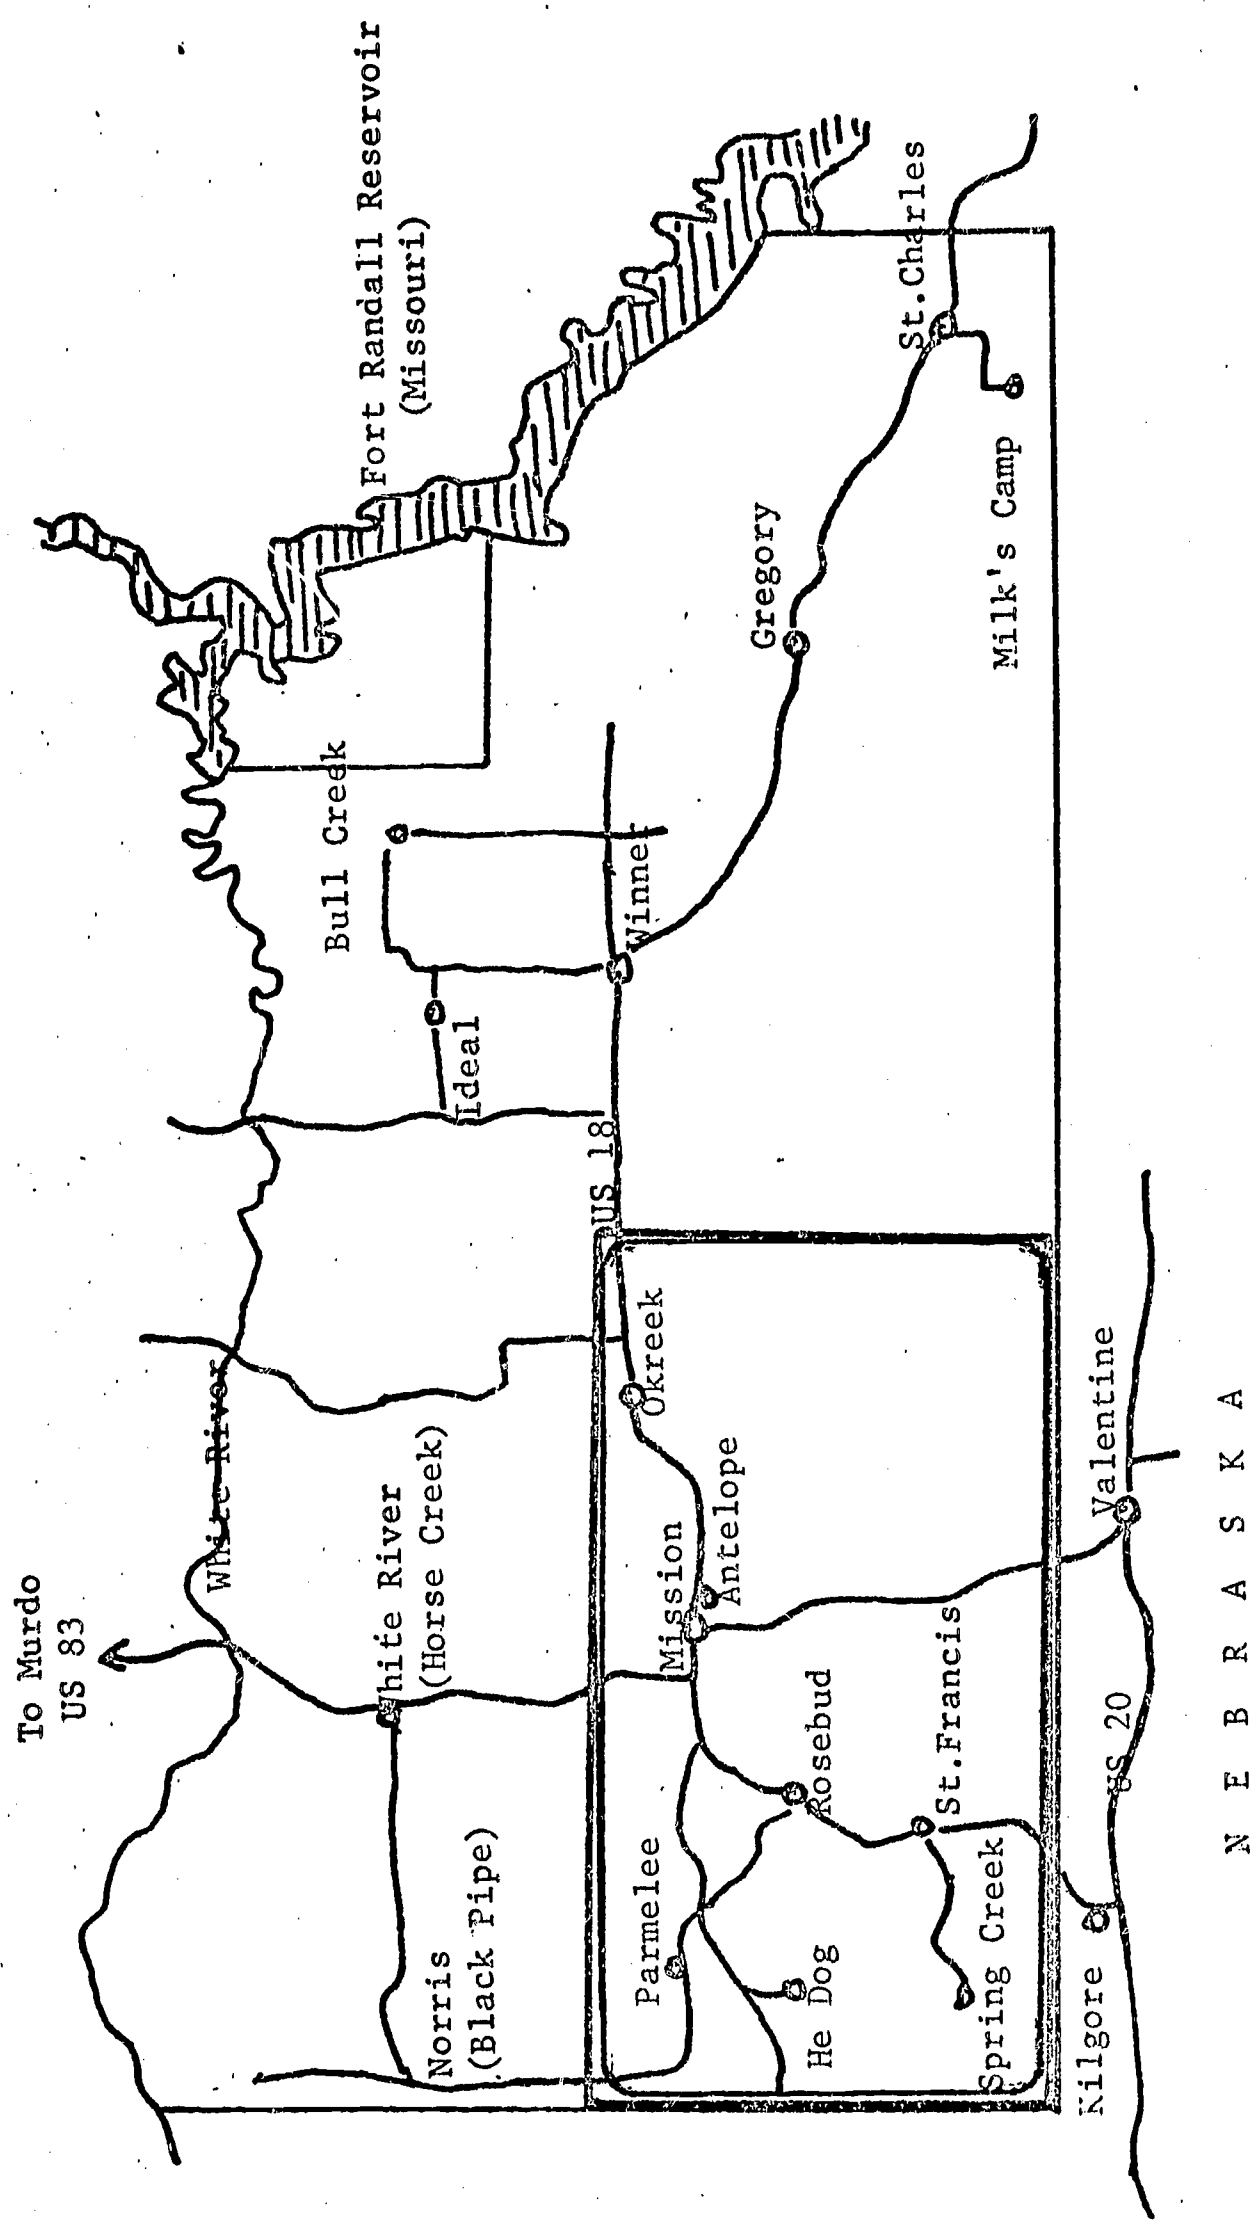 To Murdo
US 83
White River
Fort Randall Reservoir
(Missouri)
Bull Creek
hite River
(Horse Creek)
Norris
(Black Pipe)
Ideal
US 18
Winner
Gregory
St.Charles
Milk's Camp
Okreek
Mission
Antelope
Parmelee
Rosebud
He Dog
St.Francis
Spring Creek
Kilgore
US 20
Valentine
N E B R A S K A